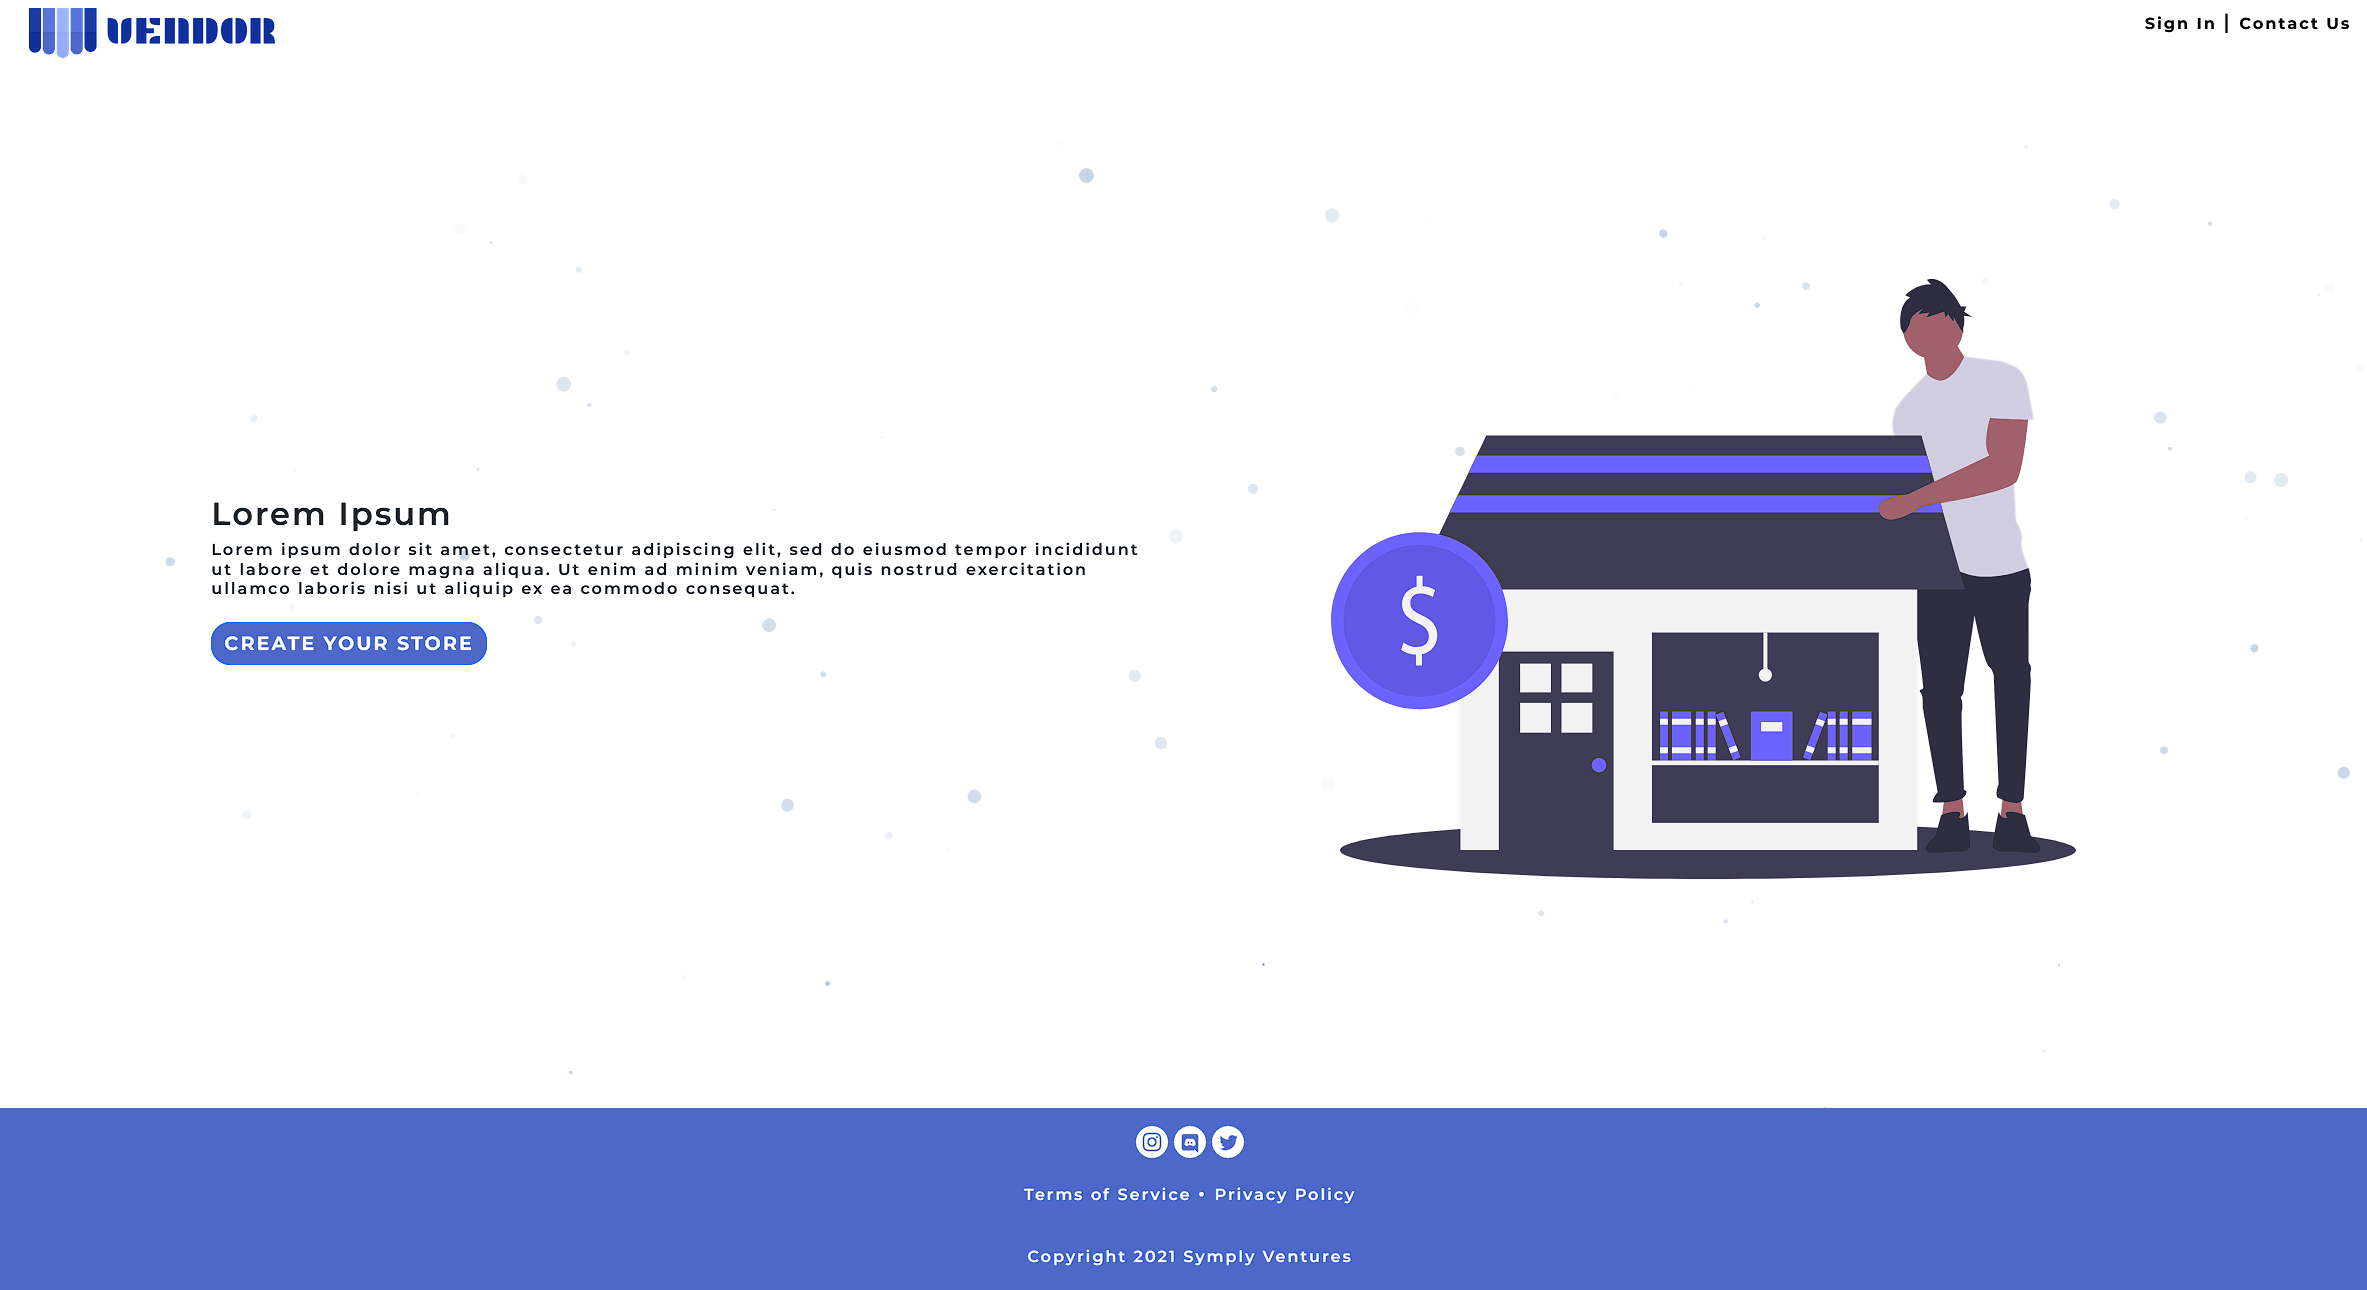 VENDOR
Sign In | Contact Us
Lorem Ipsum
Lorem ipsum dolor sit amet, consectetur adipiscing elit, sed do eiusmod tempor incididunt
ut labore et dolore magna aliqua. Ut enim ad minim veniam, quis nostrud exercitation
ullamco laboris nisi ut aliquip ex ea commodo consequat.
CREATE YOUR STORE
$
Terms of Service • Privacy Policy
Copyright 2021 Symply Ventures